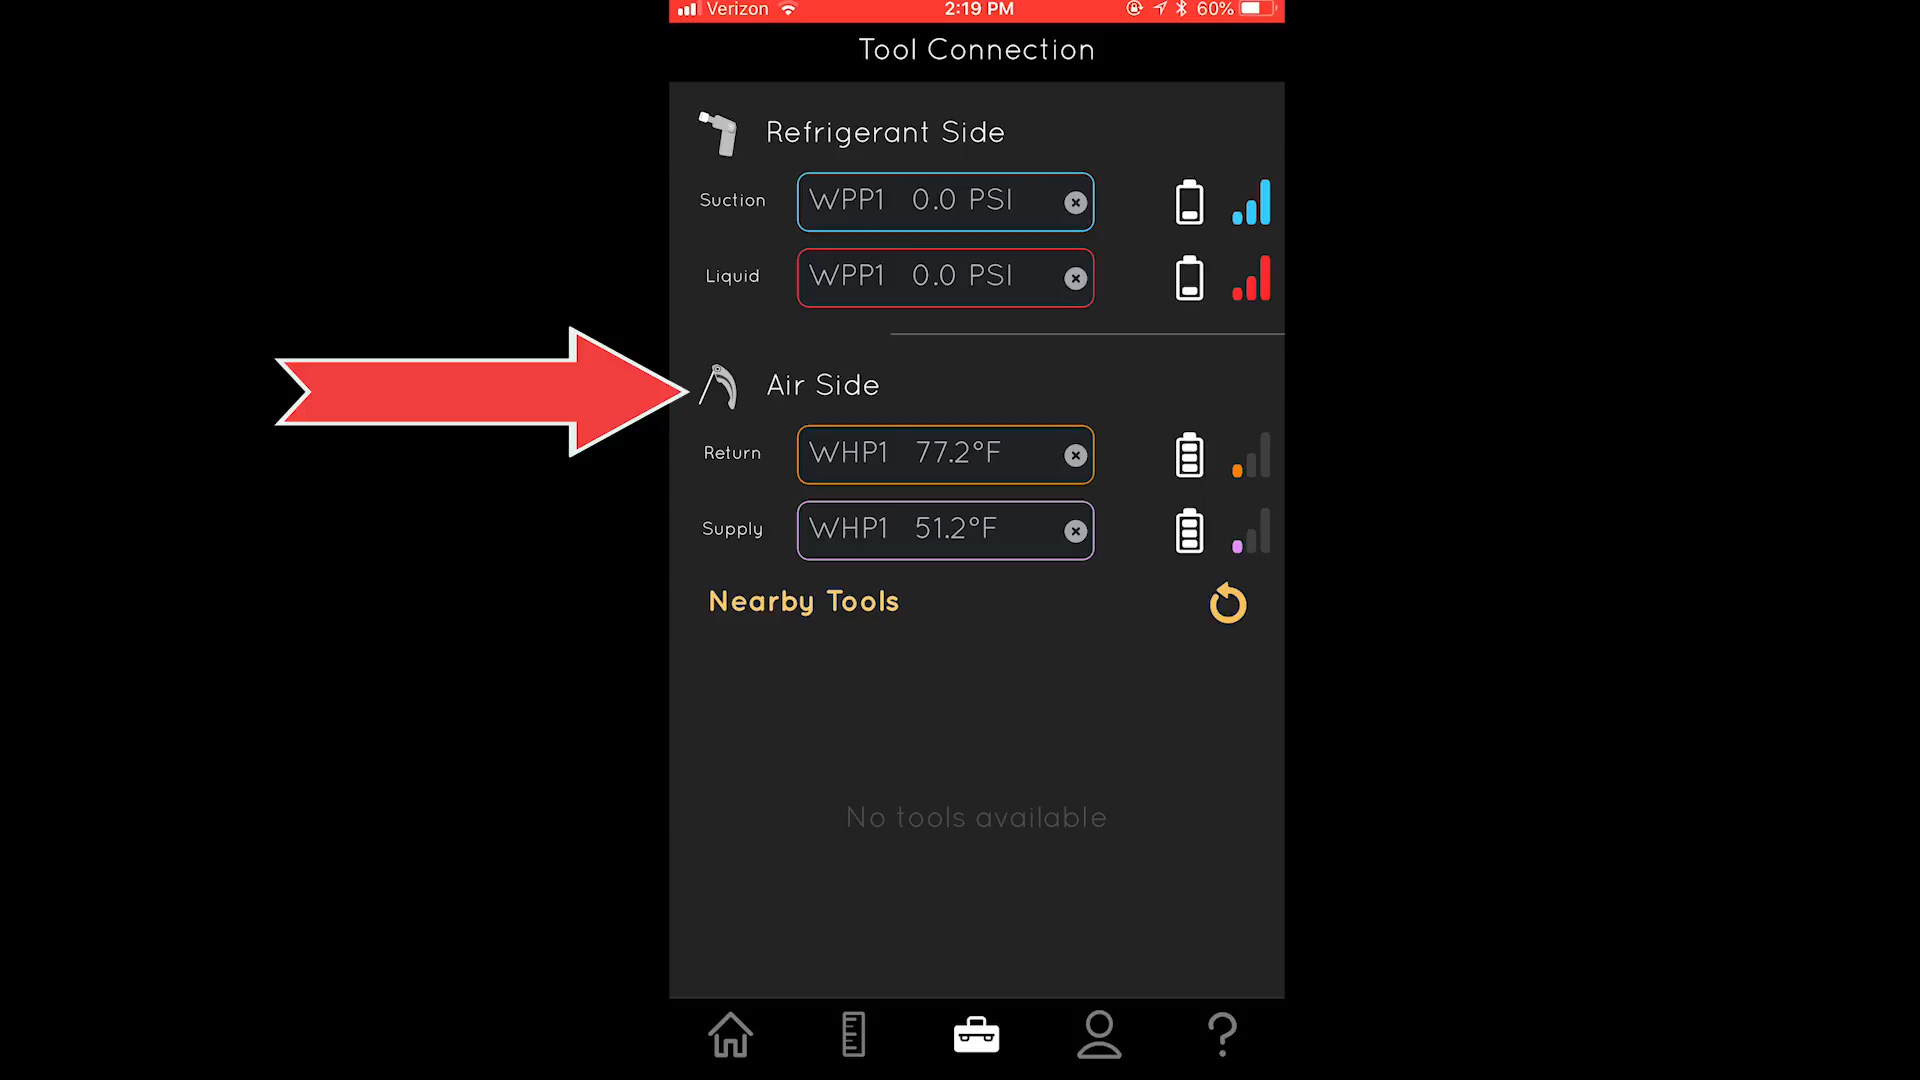 Verizon 2:19 PM 60%
Tool Connection
Refrigerant Side
Suction WPP1 0.0 PSI
Liquid WPP1 0.0 PSI
Air Side
Return WHP1 77.2°F
Supply WHP1 51.2°F
Nearby Tools
No tools available